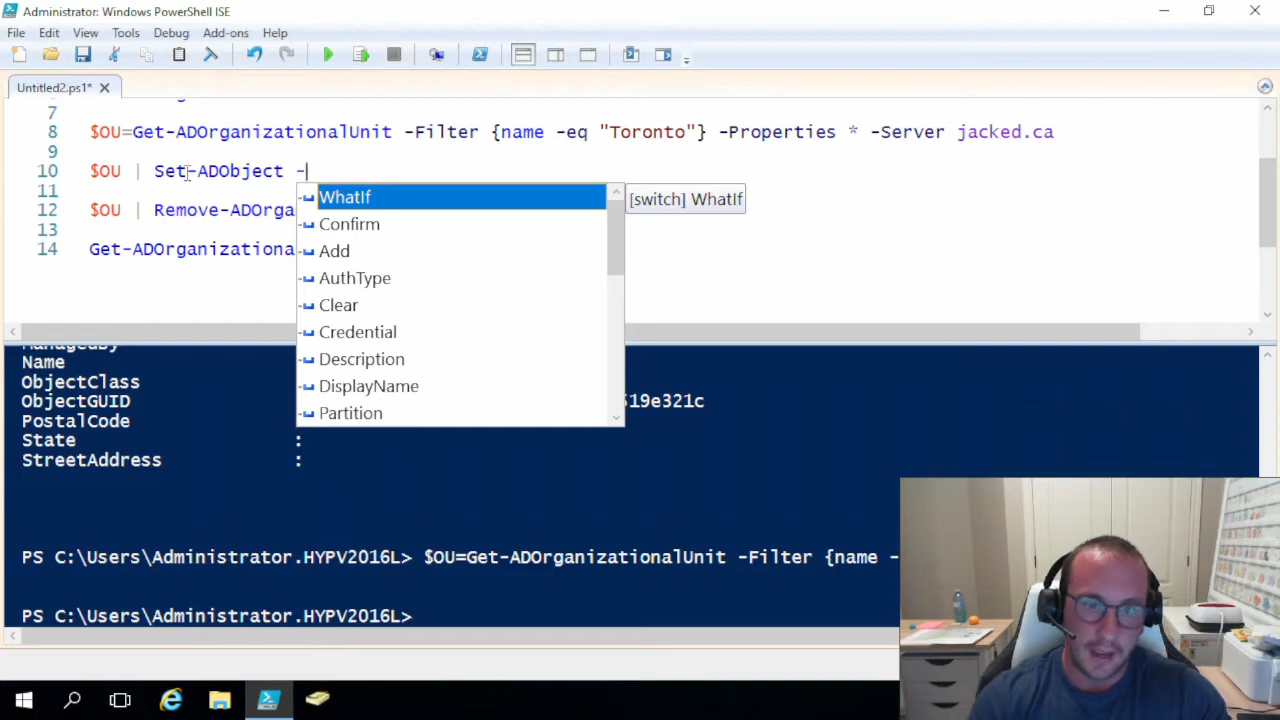 Administrator: Windows PowerShell ISE
File Edit View Tools Debug Add-ons Help
Untitled2.ps1*
7
8 $OU=Get-ADOrganizationalUnit -Filter {name -eq "Toronto"} -Properties * -Server jacked.ca
9
10 $OU | Set-ADObject -
11
12 $OU | Remove-ADOrga
13
14 Get-ADOrganizationa
WhatIf
[switch] WhatIf
Confirm
Add
AuthType
Clear
Credential
Description
DisplayName
Partition
ManagedBy
Name
ObjectClass
ObjectGUID 519e321c
PostalCode
State :
StreetAddress :
PS C:\Users\Administrator.HYPV2016L> $OU=Get-ADOrganizationalUnit -Filter {name -
PS C:\Users\Administrator.HYPV2016L>